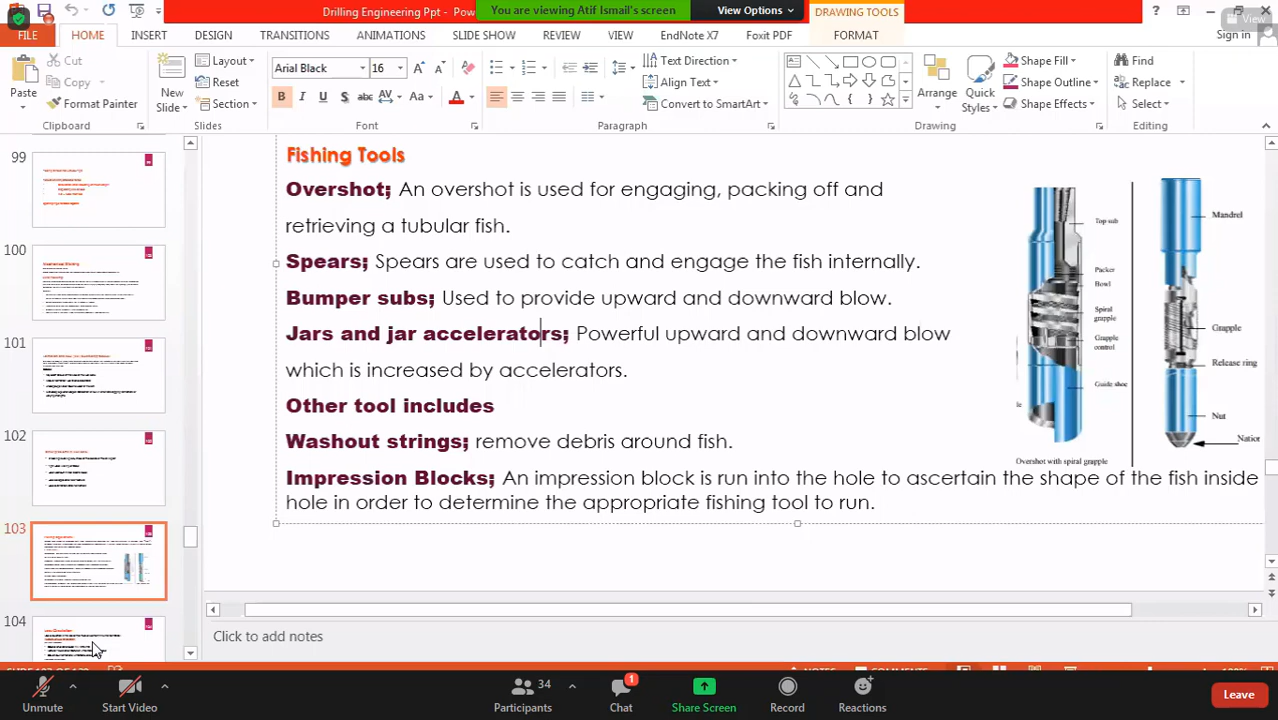 Drilling Engineering Ppt - Pow
You are viewing Atif Ismail's screen
View Options
DRAWING TOOLS
View
Sign in
FILE
HOME
INSERT
DESIGN
TRANSITIONS
ANIMATIONS
SLIDE SHOW
REVIEW
VIEW
EndNote X7
Foxit PDF
FORMAT
Paste
Cut
Copy
Format Painter
Clipboard
New
Slide
Layout
Reset
Section
Slides
Arial Black
16
Font
Text Direction
Align Text
Convert to SmartArt
Paragraph
Arrange
Quick
Styles
Shape Fill
Shape Outline
Shape Effects
Drawing
Find
Replace
Select
Editing
99
100
101
102
103
104
Fishing Tools
Overshot; An overshot is used for engaging, packing off and
retrieving a tubular fish.
Spears; Spears are used to catch and engage the fish internally.
Bumper subs; Used to provide upward and downward blow.
Jars and jar accelerators; Powerful upward and downward blow
which is increased by accelerators.
Other tool includes
Washout strings; remove debris around fish.
Impression Blocks; An impression block is run into the hole to ascertain the shape of the fish inside
hole in order to determine the appropriate fishing tool to run.
Top sub
Packer
Bowl
Spiral
grapple
Grapple
control
Guide shoe
Overshot with spiral grapple
Mandrel
Grapple
Release ring
Nut
Nation
Click to add notes
Unmute
Start Video
34
Participants
1
Chat
Share Screen
Record
Reactions
Leave